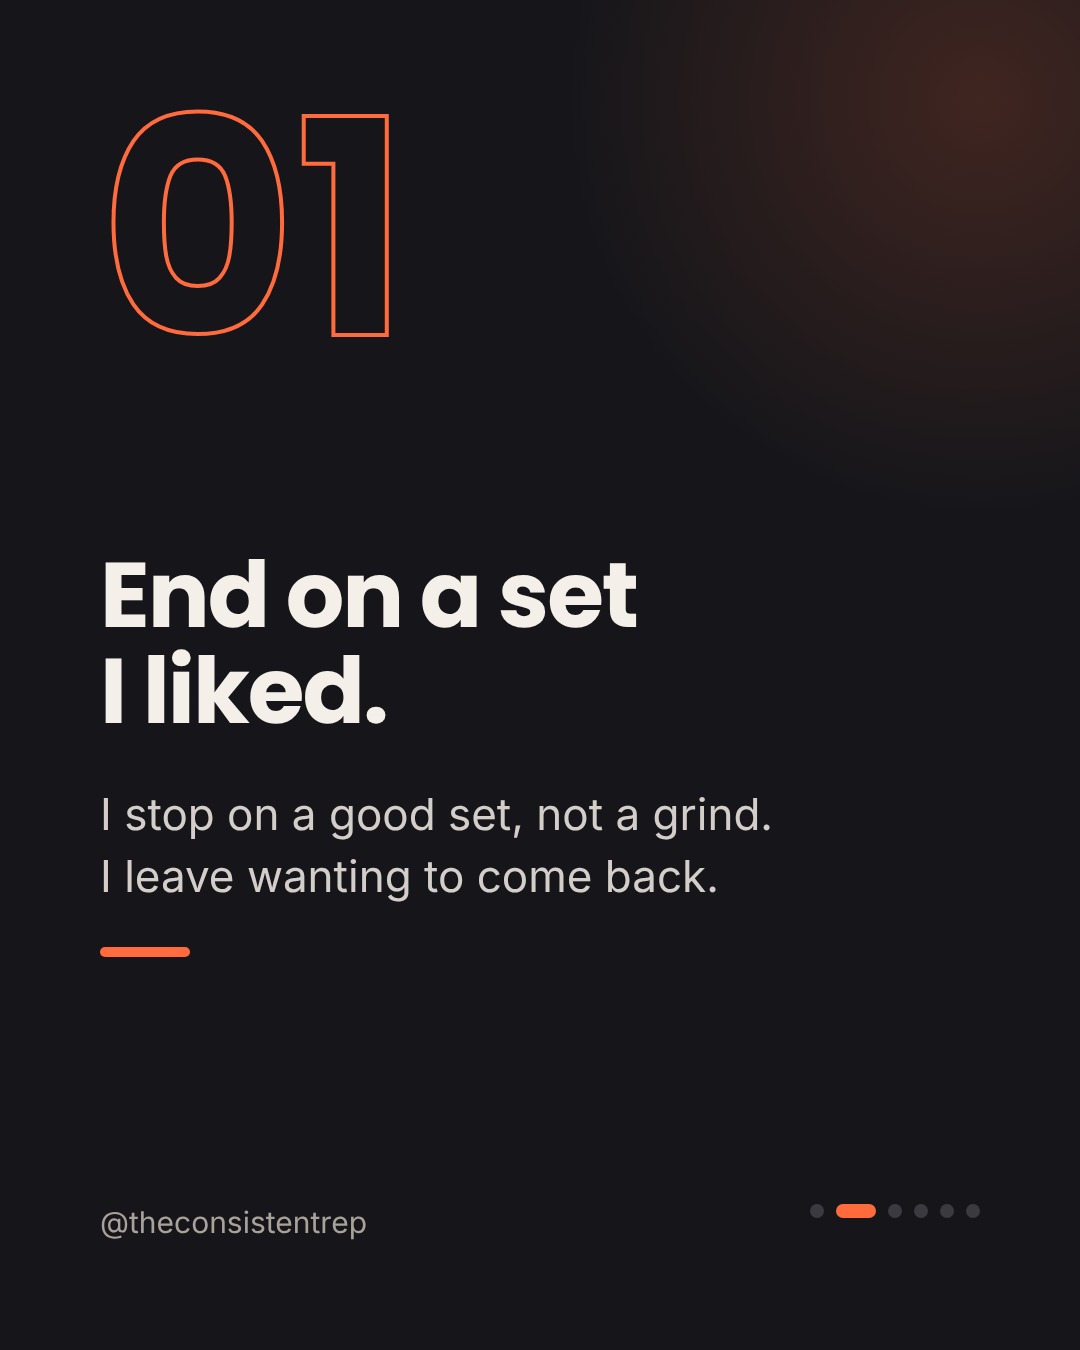 01
End on a set
I liked.
I stop on a good set, not a grind.
I leave wanting to come back.
@theconsistentrep